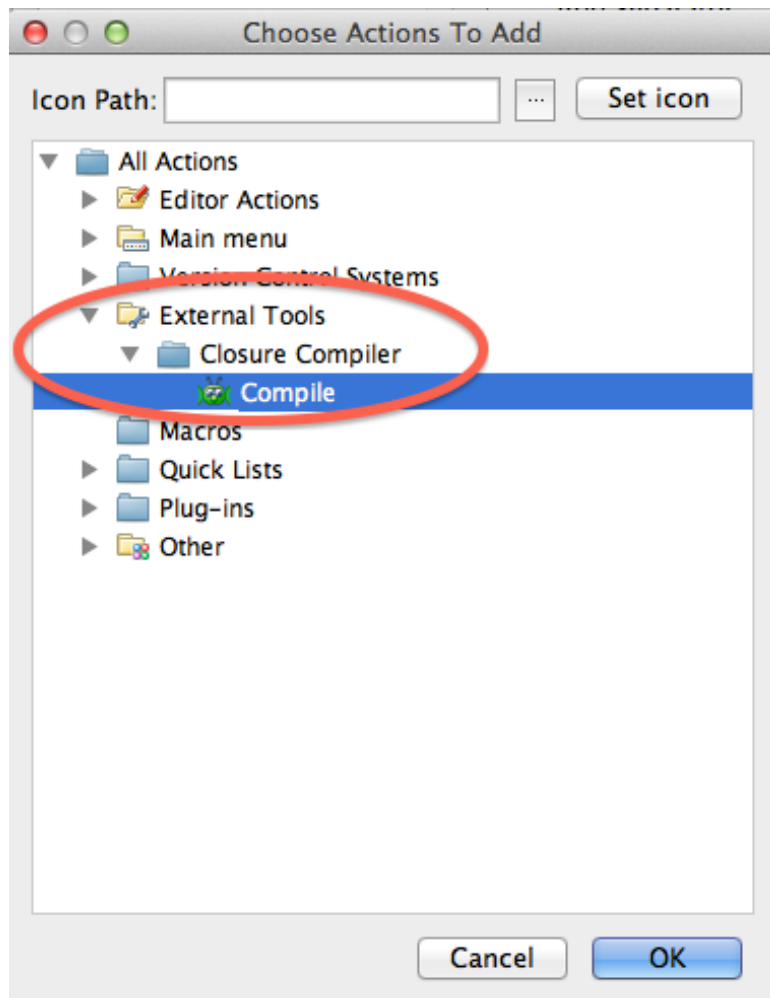 Choose Actions To Add
Icon Path: ... Set icon
All Actions
Editor Actions
Main menu
Version Control Systems
External Tools
Closure Compiler
Compile
Macros
Quick Lists
Plug-ins
Other
Cancel OK